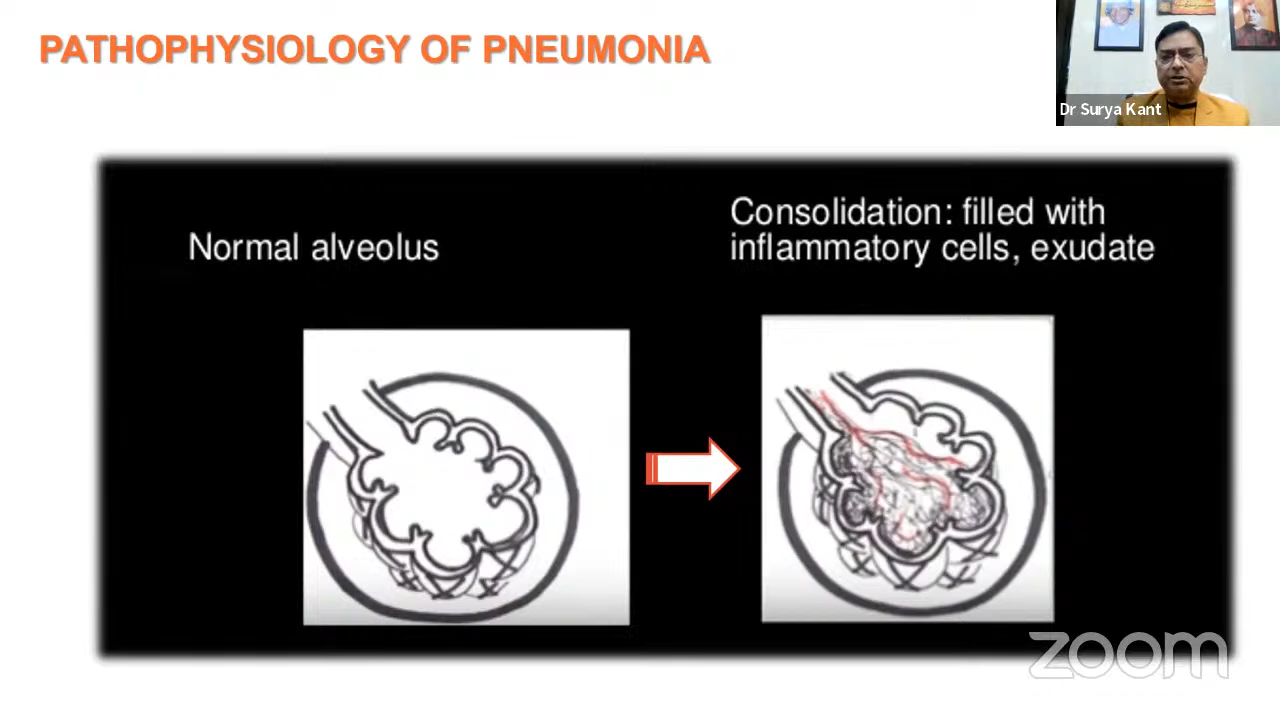 PATHOPHYSIOLOGY OF PNEUMONIA
Dr Surya Kant
Normal alveolus
Consolidation: filled with
inflammatory cells, exudate
zoom